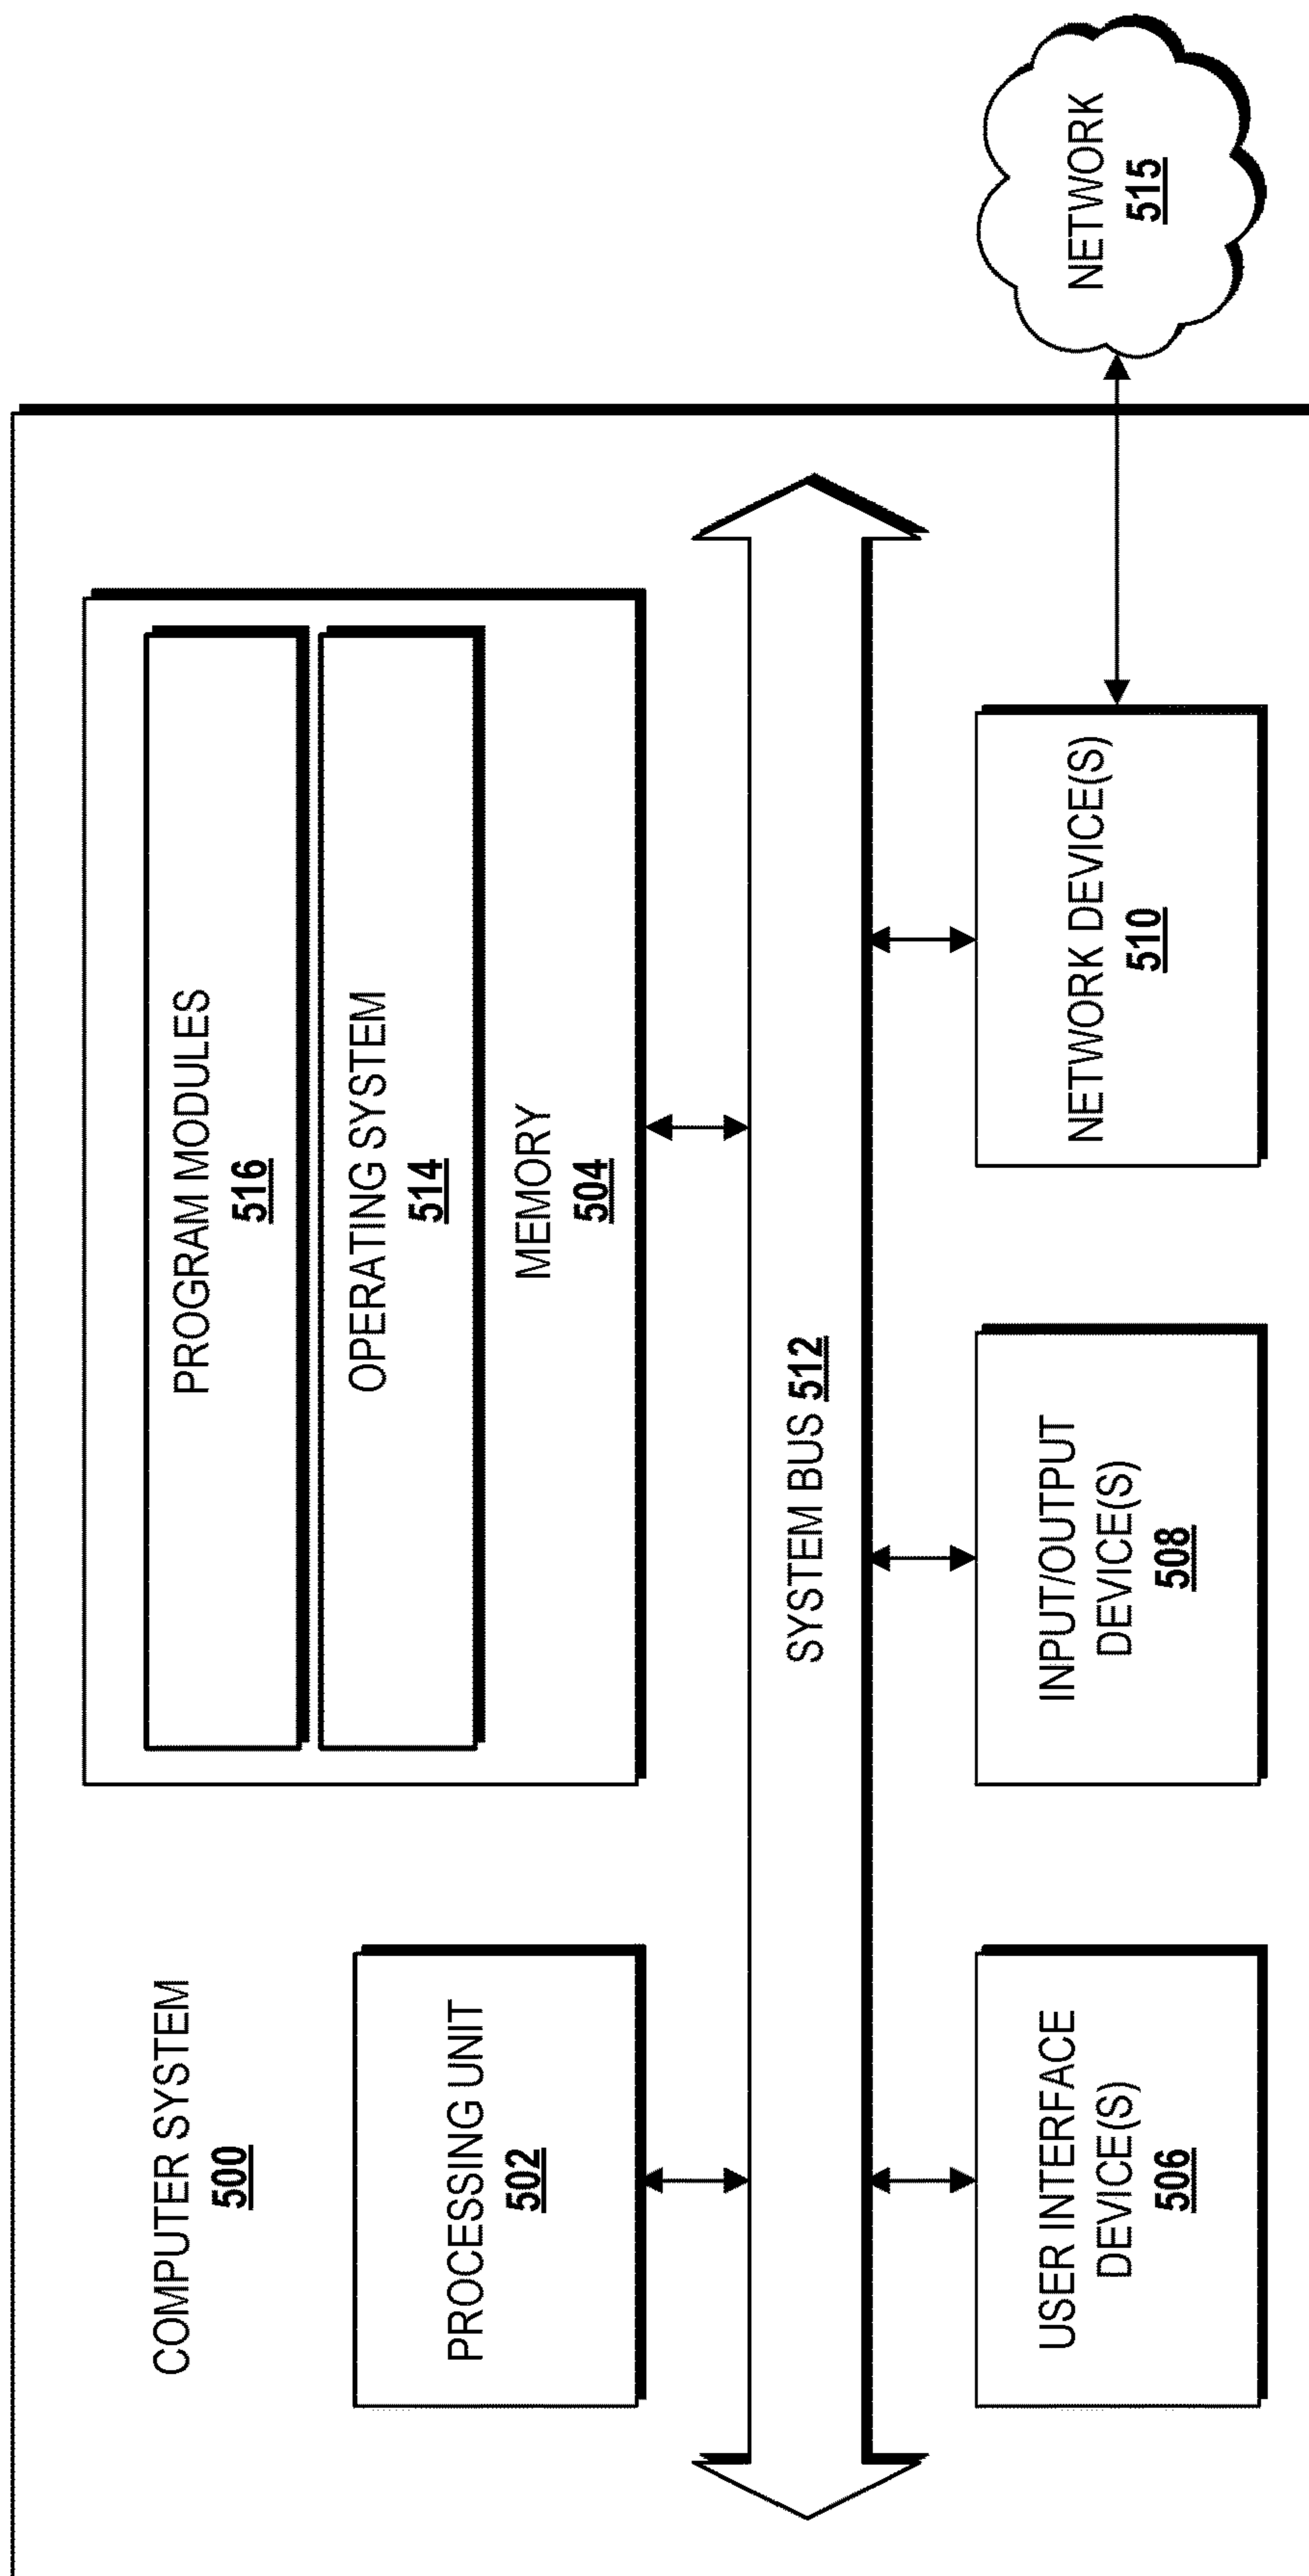 COMPUTER SYSTEM
500
PROCESSING UNIT
502
PROGRAM MODULES
516
OPERATING SYSTEM
514
MEMORY
504
SYSTEM BUS 512
USER INTERFACE
DEVICE(S)
506
INPUT/OUTPUT
DEVICE(S)
508
NETWORK DEVICE(S)
510
NETWORK
515